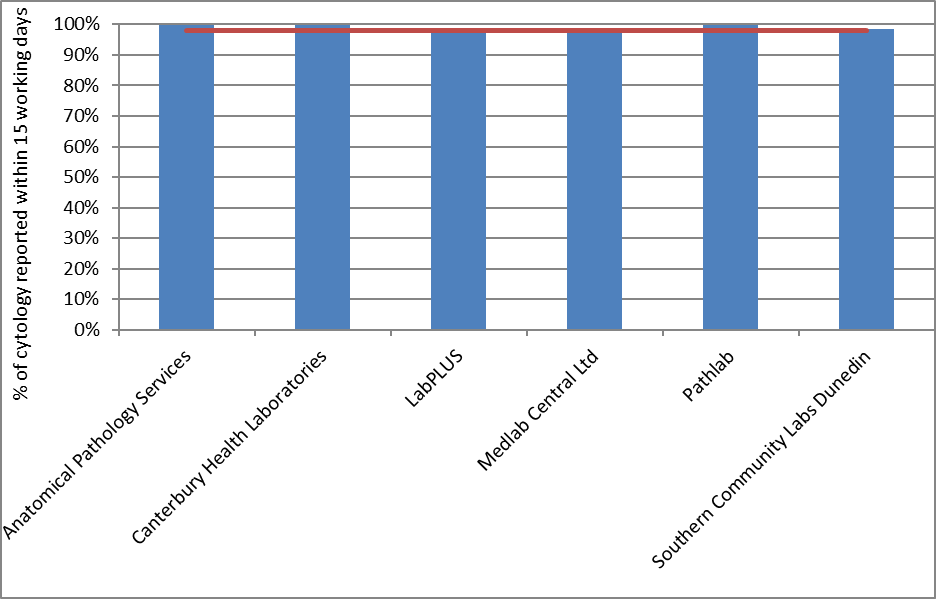 % of cytology reported within 15 working days
100%
90%
80%
70%
60%
50%
40%
30%
20%
10%
0%
Anatomical Pathology Services
Canterbury Health Laboratories
LabPLUS
Medlab Central Ltd
Pathlab
Southern Community Labs Dunedin